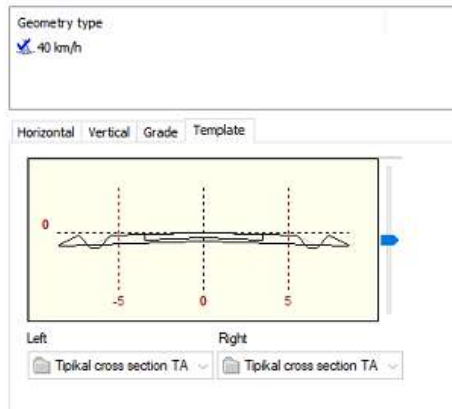 Geometry type
40 km/h
Horizontal Vertical Grade Template
0
-5 0 5
Left Right
Tipikal cross section TA Tipikal cross section TA